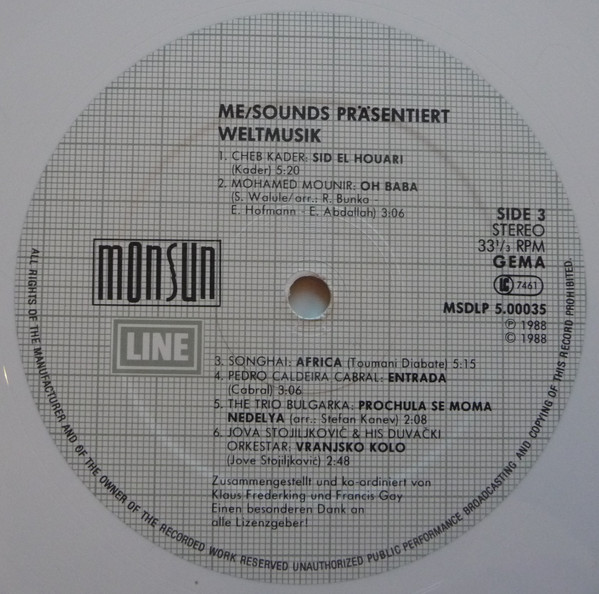 ME/SOUNDS PRÄSENTIERT
WELTMUSIK
1. CHEB KADER: SID EL HOUARI
(Kader) 5:20
2. MOHAMED MOUNIR: OH BABA
(S. Walule/arr.: R. Bunka
E. Hofmann - E. Abdallah) 3:06
SIDE 3
STEREO
33 1/3 RPM
GEMA
LC 7461
MSDLP 5.00035
℗ 1988
© 1988
monsun
LINE
3. SONGHAI: AFRICA (Toumani Diabate) 5:15
4. PEDRO CALDEIRA CABRAL: ENTRADA
(Cabral) 3:06
5. THE TRIO BULGARKA: PROCHULA SE MOMA
NEDELYA (arr.: Stefan Kanev) 2:08
6. JOVA STOJILJKOVIĆ & HIS DUVAČKI
ORKESTAR: VRANJSKO KOLO
(Jove Stojiljković) 2:48
Zusammengestellt und ko-ordiniert von
Klaus Frederking und Francis Gay
Einen besonderen Dank an
alle Lizenzgeber!
ALL RIGHTS OF THE MANUFACTURER AND OF THE OWNER OF THE RECORDED WORK RESERVED UNAUTHORIZED PUBLIC PERFORMANCE BROADCASTING AND COPYING OF THIS RECORD PROHIBITED.